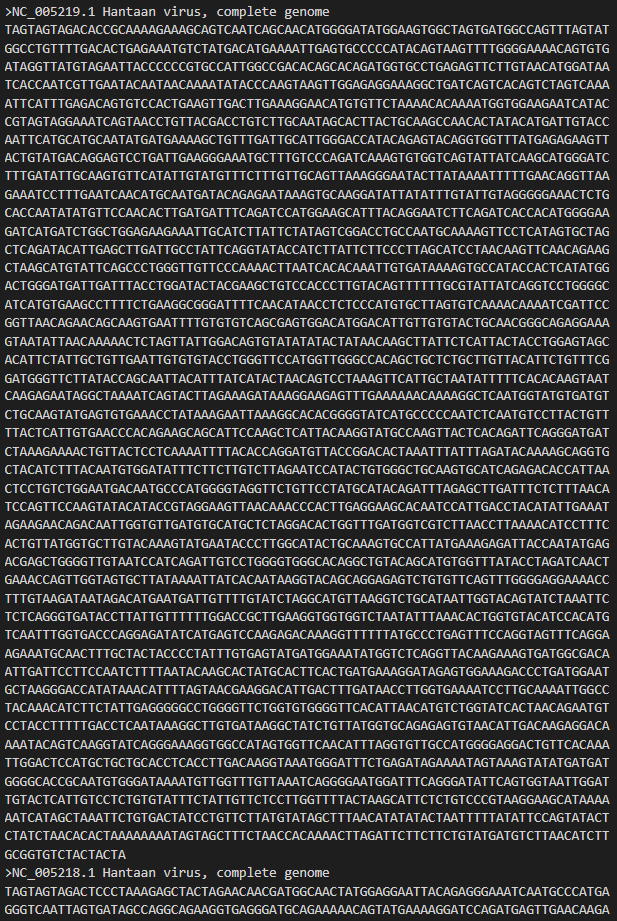 >NC_005219.1 Hantaan virus, complete genome
TAGTAGTAGACACCGCAAAAGAAAGCAGTCAATCAGCAACATGGGGATATGGAAGTGGCTAGTGATGGCCAGTTTAGTAT
GGCCTGTTTTGACACTGAGAAATGTCTATGACATGAAAATTGAGTGCCCCCATACAGTAAGTTTTGGGGAAAACAGTGTG
ATAGGTTATGTAGAATTACCCCCCGTGCCATTGGCCGACACAGCACAGATGGTGCCTGAGAGTTCTTGTAACATGGATAA
TCACCAATCGTTGAATACAATAACAAAATATACCCAAGTAAGTTGGAGAGGAAAGGCTGATCAGTCACAGTCTAGTCAAA
ATTCATTTGAGACAGTGTCCACTGAAGTTGACTTGAAAGGAACATGTGTTCTAAAACACAAAATGGTGGAAGAATCATAC
CGTAGTAGGAAATCAGTAACCTGTTACGACCTGTCTTGCAATAGCACTTACTGCAAGCCAACACTATACATGATTGTACC
AATTCATGCATGCAATATGATGAAAAGCTGTTTGATTGCATTGGGACCATACAGAGTACAGGTGGTTTATGAGAGAAGTT
ACTGTATGACAGGAGTCCTGATTGAAGGGAAATGCTTTGTCCCAGATCAAAGTGTGGTCAGTATTATCAAGCATGGGATC
TTTGATATTGCAAGTGTTCATATTGTATGTTTCTTTGTTGCAGTTAAAGGGAATACTTATAAAATTTTTGAACAGGTTAA
GAAATCCTTTGAATCAACATGCAATGATACAGAGAATAAAGTGCAAGGATATTATATTTGTATTGTAGGGGGAAACTCTG
CACCAATATATGTTCCAACACTTGATGATTTCAGATCCATGGAAGCATTTACAGGAATCTTCAGATCACCACATGGGGAA
GATCATGATCTGGCTGGAGAAGAAATTGCATCTTATTCTATAGTCGGACCTGCCAATGCAAAAGTTCCTCATAGTGCTAG
CTCAGATACATTGAGCTTGATTGCCTATTCAGGTATACCATCTTATTCTTCCCTTAGCATCCTAACAAGTTCAACAGAAG
CTAAGCATGTATTCAGCCCTGGGTTGTTCCCAAAACTTAATCACACAAATTGTGATAAAAGTGCCATACCACTCATATGG
ACTGGGATGATTGATTTACCTGGATACTACGAAGCTGTCCACCCTTGTACAGTTTTTTGCGTATTATCAGGTCCTGGGGC
ATCATGTGAAGCCTTTTCTGAAGGCGGGATTTTCAACATAACCTCTCCCATGTGCTTAGTGTCAAAACAAAATCGATTCC
GGTTAACAGAACAGCAAGTGAATTTTGTGTGTCAGCGAGTGGACATGGACATTGTTGTGTACTGCAACGGGCAGAGGAAA
GTAATATTAACAAAAACTCTAGTTATTGGACAGTGTATATATACTATAACAAGCTTATTCTCATTACTACCTGGAGTAGC
ACATTCTATTGCTGTTGAATTGTGTGTACCTGGGTTCCATGGTTGGGCCACAGCTGCTCTGCTTGTTACATTCTGTTTCG
GATGGGTTCTTATACCAGCAATTACATTTATCATACTAACAGTCCTAAAGTTCATTGCTAATATTTTTCACACAAGTAAT
CAAGAGAATAGGCTAAAATCAGTACTTAGAAAGATAAAGGAAGAGTTTGAAAAAACAAAAGGCTCAATGGTATGTGATGT
CTGCAAGTATGAGTGTGAAACCTATAAAGAATTAAAGGCACACGGGGTATCATGCCCCCAATCTCAATGTCCTTACTGTT
TTACTCATTGTGAACCCACAGAAGCAGCATTCCAAGCTCATTACAAGGTATGCCAAGTTACTCACAGATTCAGGGATGAT
CTAAAGAAAACTGTTACTCCTCAAAATTTTACACCAGGATGTTACCGGACACTAAATTTATTTAGATACAAAAGCAGGTG
CTACATCTTTACAATGTGGATATTTCTTCTTGTCTTAGAATCCATACTGTGGGCTGCAAGTGCATCAGAGACACCATTAA
CTCCTGTCTGGAATGACAATGCCCATGGGGTAGGTTCTGTTCCTATGCATACAGATTTAGAGCTTGATTTCTCTTTAACA
TCCAGTTCCAAGTATACATACCGTAGGAAGTTAACAAACCCACTTGAGGAAGCACAATCCATTGACCTACATATTGAAAT
AGAAGAACAGACAATTGGTGTTGATGTGCATGCTCTAGGACACTGGTTTGATGGTCGTCTTAACCTTAAAACATCCTTTC
ACTGTTATGGTGCTTGTACAAAGTATGAATACCCTTGGCATACTGCAAAGTGCCATTATGAAAGAGATTACCAATATGAG
ACGAGCTGGGGTTGTAATCCATCAGATTGTCCTGGGGTGGGCACAGGCTGTACAGCATGTGGTTTATACCTAGATCAACT
GAAACCAGTTGGTAGTGCTTATAAAATTATCACAATAAGGTACAGCAGGAGAGTCTGTGTTCAGTTTGGGGAGGAAAACC
TTTGTAAGATAATAGACATGAATGATTGTTTTGTATCTAGGCATGTTAAGGTCTGCATAATTGGTACAGTATCTAAATTC
TCTCAGGGTGATACCTTATTGTTTTTTGGACCGCTTGAAGGTGGTGGTCTAATATTTAAACACTGGTGTACATCCACATG
TCAATTTGGTGACCCAGGAGATATCATGAGTCCAAGAGACAAAGGTTTTTTATGCCCTGAGTTTCCAGGTAGTTTCAGGA
AGAAATGCAACTTTGCTACTACCCCTATTTGTGAGTATGATGGAAATATGGTCTCAGGTTACAAGAAAGTGATGGCGACA
ATTGATTCCTTCCAATCTTTTAATACAAGCACTATGCACTTCACTGATGAAAGGATAGAGTGGAAAGACCCTGATGGAAT
GCTAAGGGACCATATAAACATTTTAGTAACGAAGGACATTGACTTTGATAACCTTGGTGAAAATCCTTGCAAAATTGGCC
TACAAACATCTTCTATTGAGGGGGCCTGGGGTTCTGGTGTGGGGTTCACATTAACATGTCTGGTATCACTAACAGAATGT
CCTACCTTTTTGACCTCAATAAAGGCTTGTGATAAGGCTATCTGTTATGGTGCAGAGAGTGTAACATTGACAAGAGGACA
AAATACAGTCAAGGTATCAGGGAAAGGTGGCCATAGTGGTTCAACATTTAGGTGTTGCCATGGGGAGGACTGTTCACAAA
TTGGACTCCATGCTGCTGCACCTCACCTTGACAAGGTAAATGGGATTTCTGAGATAGAAAATAGTAAAGTATATGATGAT
GGGGCACCGCAATGTGGGATAAAATGTTGGTTTGTTAAATCAGGGGAATGGATTTCAGGGATATTCAGTGGTAATTGGAT
TGTACTCATTGTCCTCTGTGTATTTCTATTGTTCTCCTTGGTTTTACTAAGCATTCTCTGTCCCGTAAGGAAGCATAAAA
AATCATAGCTAAATTCTGTGACTATCCTGTTCTTATGTATAGCTTTAACATATATACTAATTTTTATATTCCAGTATACT
CTATCTAACACACTAAAAAAAATAGTAGCTTTCTAACCACAAAACTTAGATTCTTCTTCTGTATGATGTCTTAACATCTT
GCGGTGTCTACTACTA
>NC_005218.1 Hantaan virus, complete genome
TAGTAGTAGACTCCCTAAAGAGCTACTAGAACAACGATGGCAACTATGGAGGAATTACAGAGGGAAATCAATGCCCATGA
GGGTCAATTAGTGATAGCCAGGCAGAAGGTGAGGGATGCAGAAAAACAGTATGAAAAGGATCCAGATGAGTTGAACAAGA